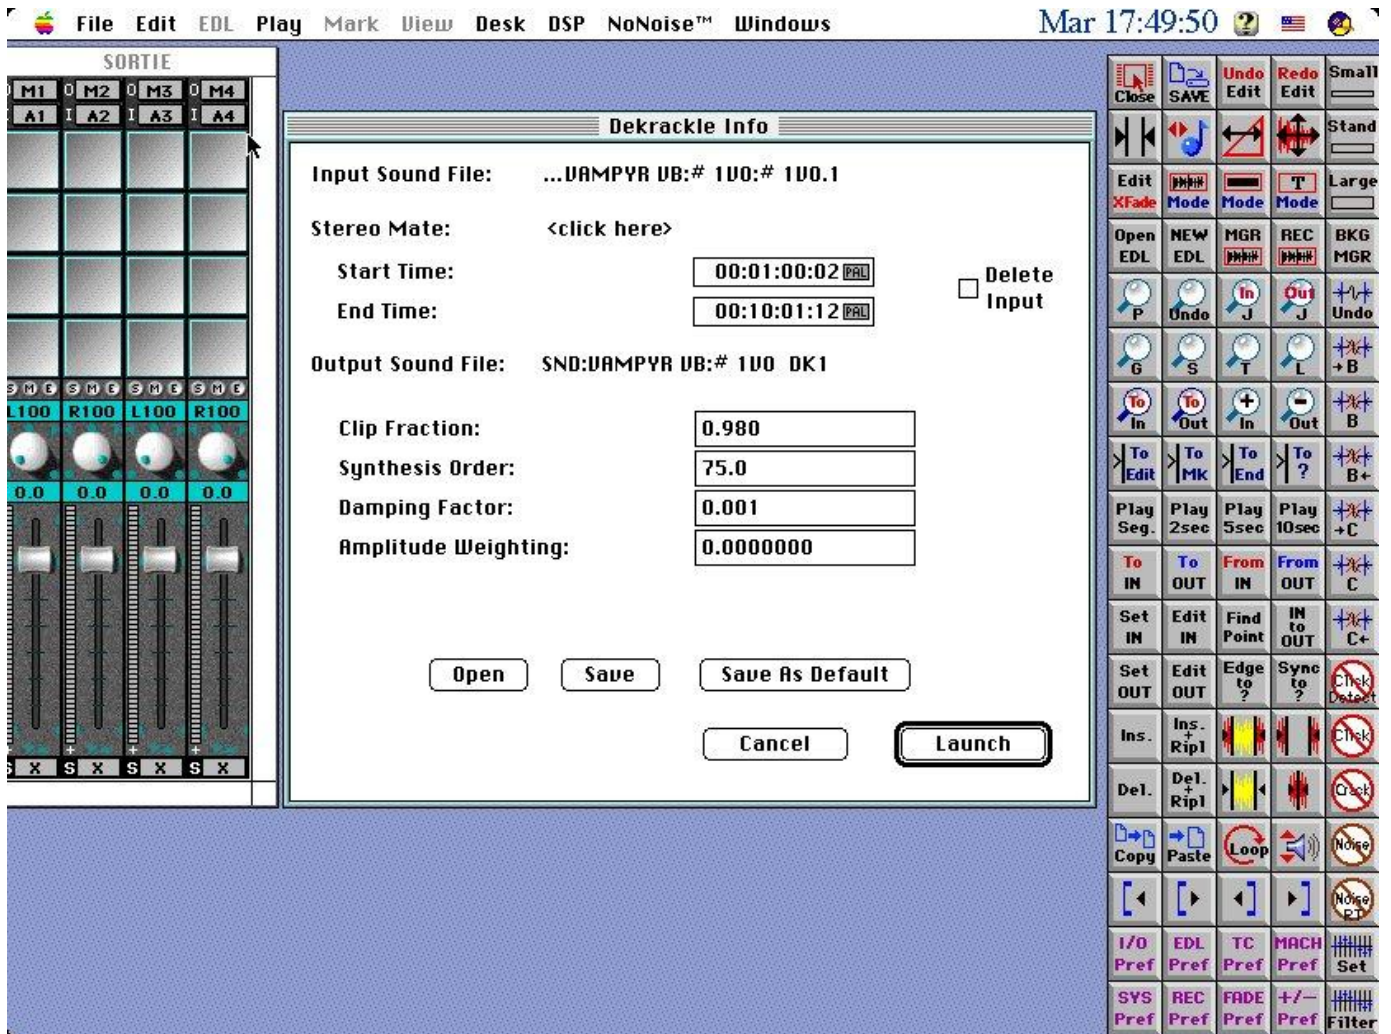 File Edit EDL Play Mark View Desk DSP NoNoise™ Windows Mar 17:49:50
SORTIE
O M1 O M2 O M3 O M4
I A1 I A2 I A3 I A4
S M E S M E S M E S M E
L100 R100 L100 R100
0.0 0.0 0.0 0.0
S X S X S X S X
Dekrackle Info
Input Sound File: ...VAMPYR VB:# 1V0:# 1V0.1
Stereo Mate: <click here>
Start Time: 00:01:00:02 PAL
End Time: 00:10:01:12 PAL
Delete
Input
Output Sound File: SND:VAMPYR VB:# 1V0 DK1
Clip Fraction: 0.980
Synthesis Order: 75.0
Damping Factor: 0.001
Amplitude Weighting: 0.0000000
Open Save Save As Default
Cancel Launch
Close SAVE Undo Edit Redo Edit Small
Stand
Edit XFade Mode Mode T Mode Large
Open EDL NEW EDL MGR REC BKG MGR
P Undo In J Out J Undo
G S T L →B
To In To Out + In - Out B
To Edit To MK To End To ? B←
Play Seg. Play 2sec Play 5sec Play 10sec →C
To IN To OUT From IN From OUT C
Set IN Edit IN Find Point IN to OUT C←
Set OUT Edit OUT Edge to ? Sync to ? Click Detect
Ins. Ins. + Ripl Click
Del. Del. + Ripl Crack
Copy Paste Loop Noise
Noise RT
I/O Pref EDL Pref TC Pref MACH Pref Set
SYS Pref REC Pref FADE Pref +/- Pref Filter